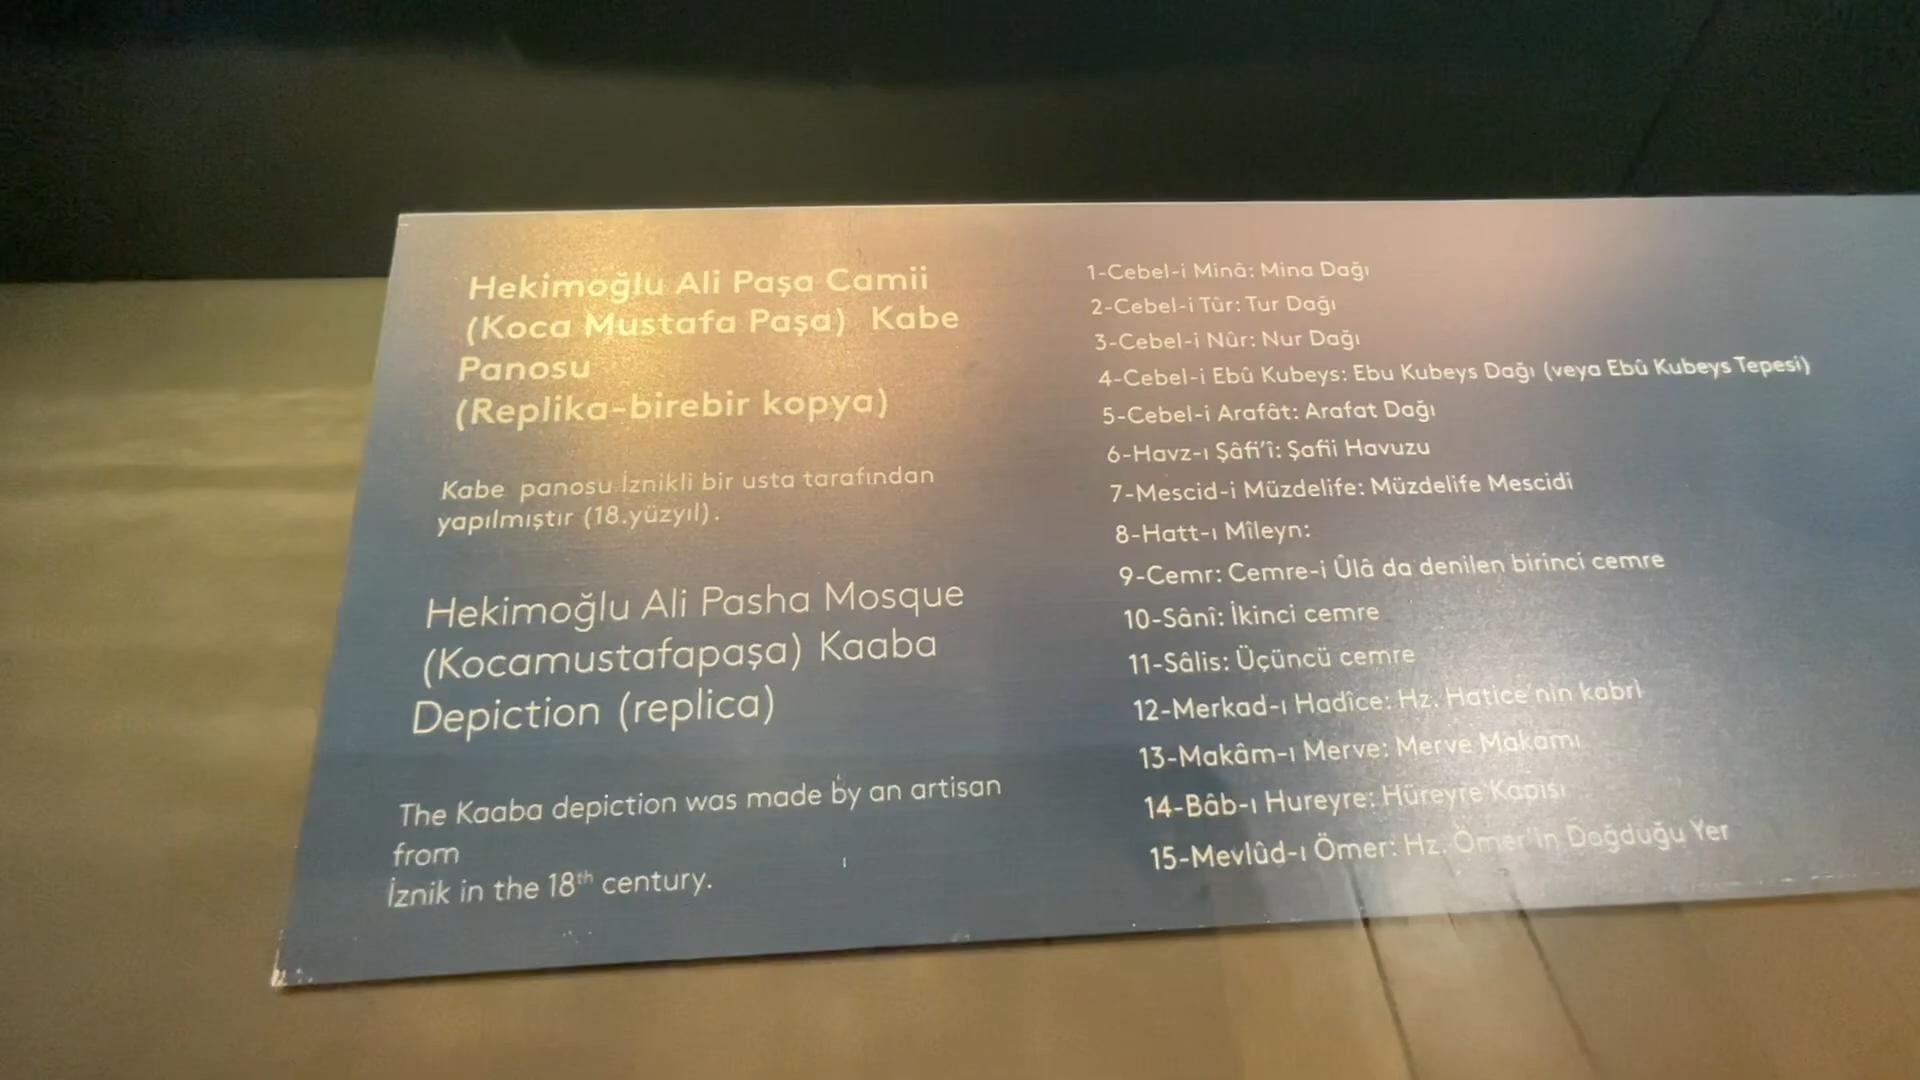 Hekimoğlu Ali Paşa Camii
(Koca Mustafa Paşa) Kabe
Panosu
(Replika-birebir kopya)
Kabe panosu İznikli bir usta tarafından
yapılmıştır (18.yüzyıl).
Hekimoğlu Ali Pasha Mosque
(Kocamustafapaşa) Kaaba
Depiction (replica)
The Kaaba depiction was made by an artisan
from
İznik in the 18th century.
1-Cebel-i Minâ: Mina Dağı
2-Cebel-i Tûr: Tur Dağı
3-Cebel-i Nûr: Nur Dağı
4-Cebel-i Ebû Kubeys: Ebu Kubeys Dağı (veya Ebû Kubeys Tepesi)
5-Cebel-i Arafât: Arafat Dağı
6-Havz-ı Şâfi'î: Şafii Havuzu
7-Mescid-i Müzdelife: Müzdelife Mescidi
8-Hatt-ı Mîleyn:
9-Cemr: Cemre-i Ûlâ da denilen birinci cemre
10-Sânî: İkinci cemre
11-Sâlis: Üçüncü cemre
12-Merkad-ı Hadîce: Hz. Hatice'nin kabri
13-Makâm-ı Merve: Merve Makamı
14-Bâb-ı Hureyre: Hüreyre Kapısı
15-Mevlûd-ı Ömer: Hz. Ömer'in Doğduğu Yer